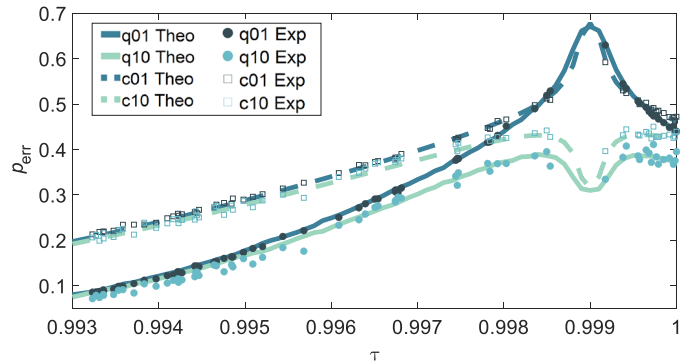 0.7
0.6
0.5
0.4
0.3
0.2
0.1
p_err
q01 Theo
q10 Theo
c01 Theo
c10 Theo
q01 Exp
q10 Exp
c01 Exp
c10 Exp
0.993 0.994 0.995 0.996 0.997 0.998 0.999 1
τ